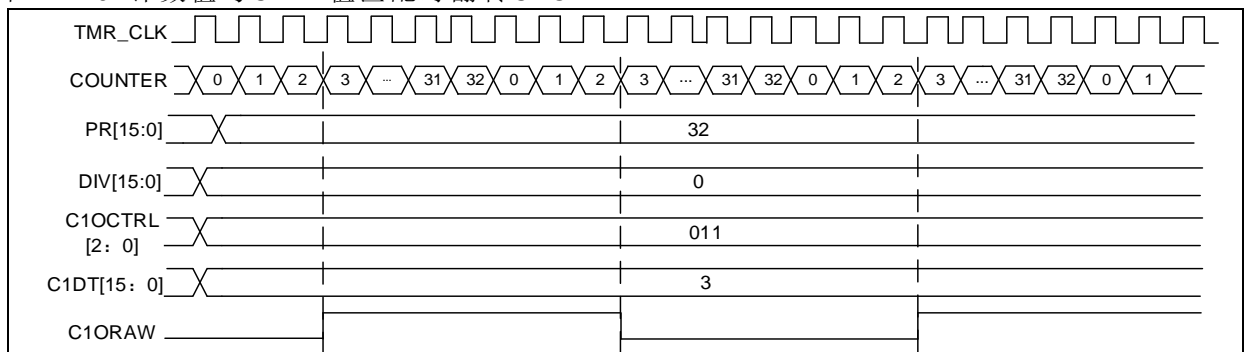 TMR_CLK
COUNTER 0 1 2 3 ... 31 32 0 1 2 3 ... 31 32 0 1 2 3 ... 31 32 0 1
PR[15:0] 32
DIV[15:0] 0
C1OCTRL
[2：0] 011
C1DT[15：0] 3
C1ORAW